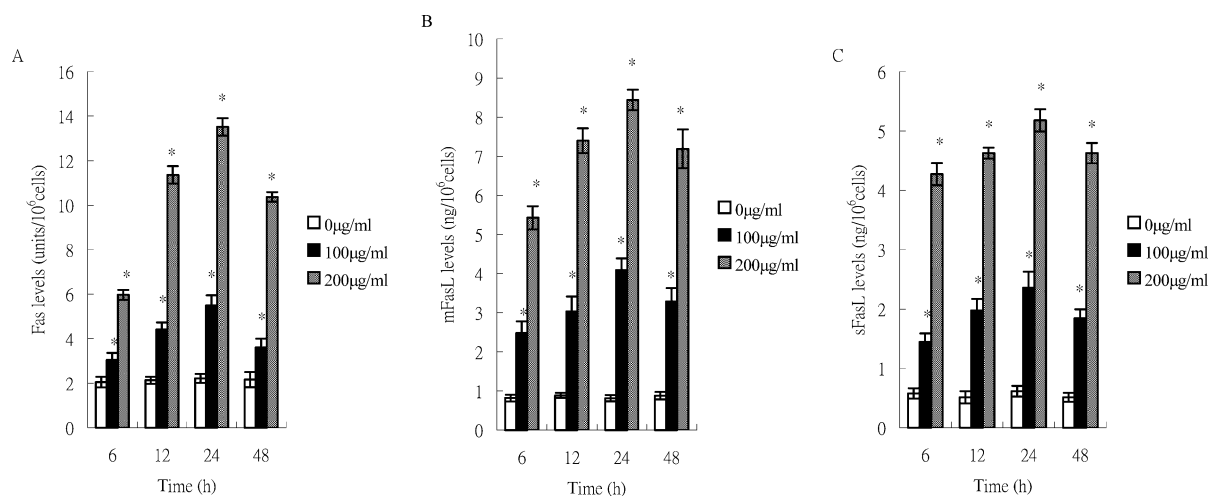 A
Fas levels (units/10⁶cells)
16
14
12
10
8
6
4
2
0
*
*
*
*
*
*
*
*
6 12 24 48
Time (h)
0μg/ml
100μg/ml
200μg/ml
B
mFasL levels (ng/10⁶cells)
10
9
8
7
6
5
4
3
2
1
0
*
*
*
*
*
*
*
*
6 12 24 48
Time (h)
0μg/ml
100μg/ml
200μg/ml
C
sFasL levels (ng/10⁶cells)
6
5
4
3
2
1
0
*
*
*
*
*
*
*
*
6 12 24 48
Time (h)
0μg/ml
100μg/ml
200μg/ml